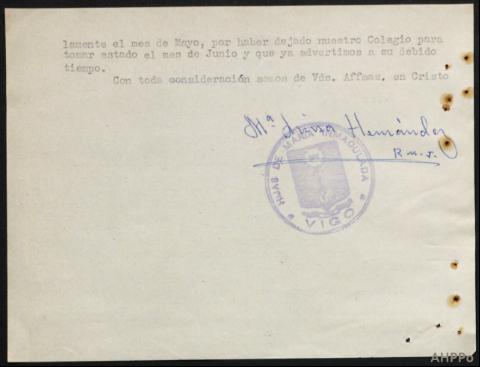 lamente el mes de Mayo, por haber dejado nuestro Colegio para
tomar estado el mes de Junio y que ya advertimos a su debido
tiempo.
Con toda consideración somos de Vds. Affmas. en Cristo
Mª Luisa Hernández
R.M.J.
HIJAS DE MARIA INMACULADA
VIGO
AHPPo